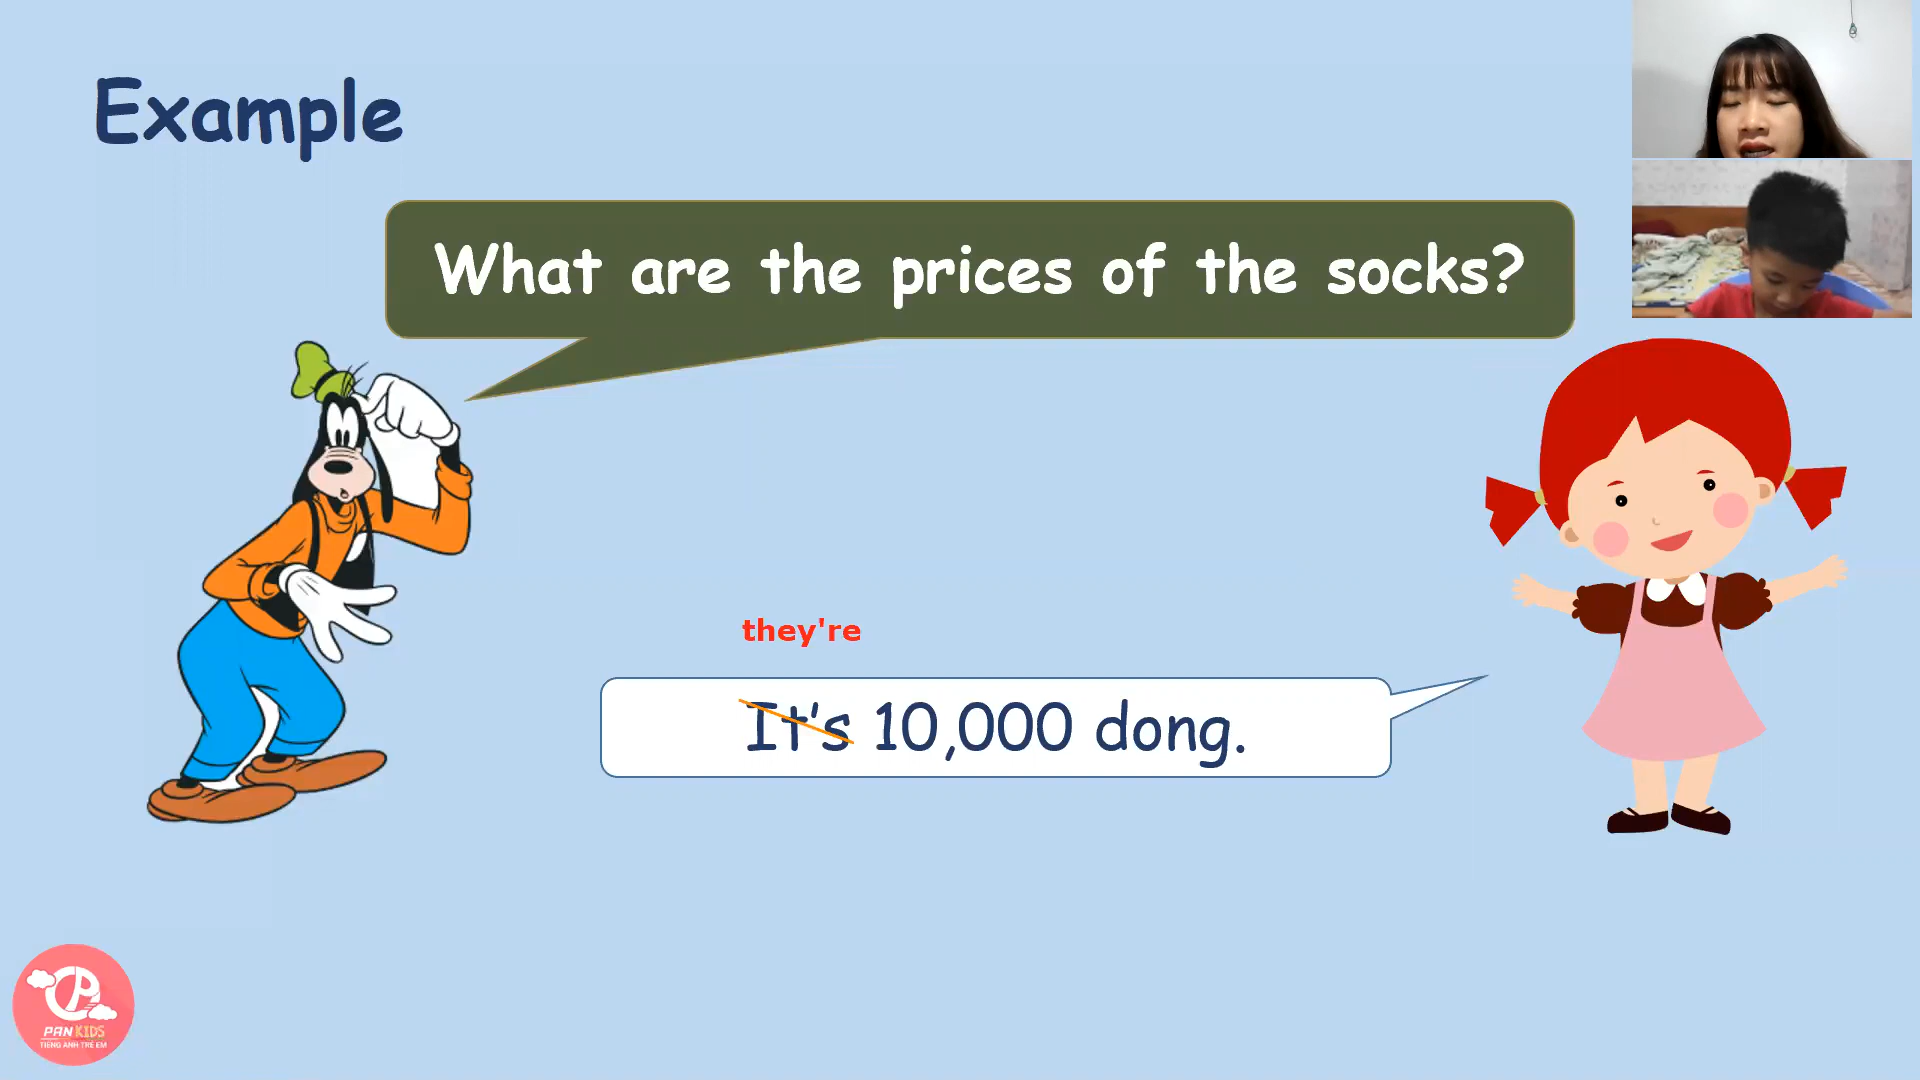 Example
What are the prices of the socks?
they're
It's 10,000 dong.
PAN KIDS
TIẾNG ANH TRẺ EM